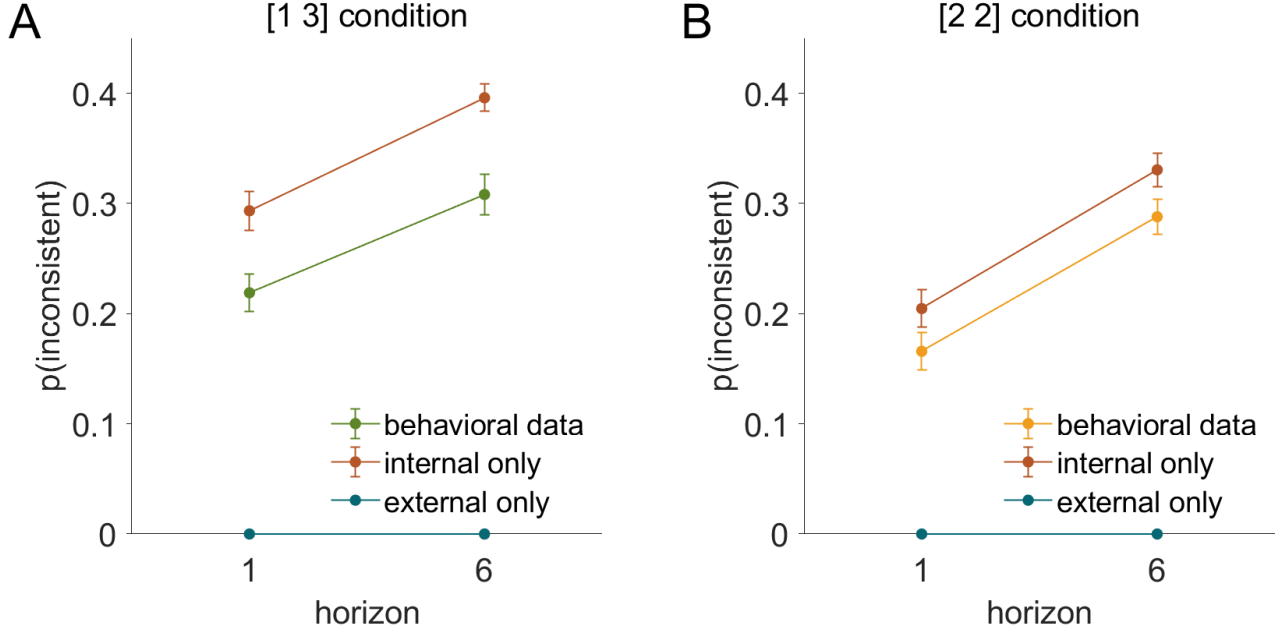 A
[1 3] condition
p(inconsistent)
0.4
0.3
0.2
0.1
0
behavioral data
internal only
external only
1
6
horizon
B
[2 2] condition
p(inconsistent)
0.4
0.3
0.2
0.1
0
behavioral data
internal only
external only
1
6
horizon